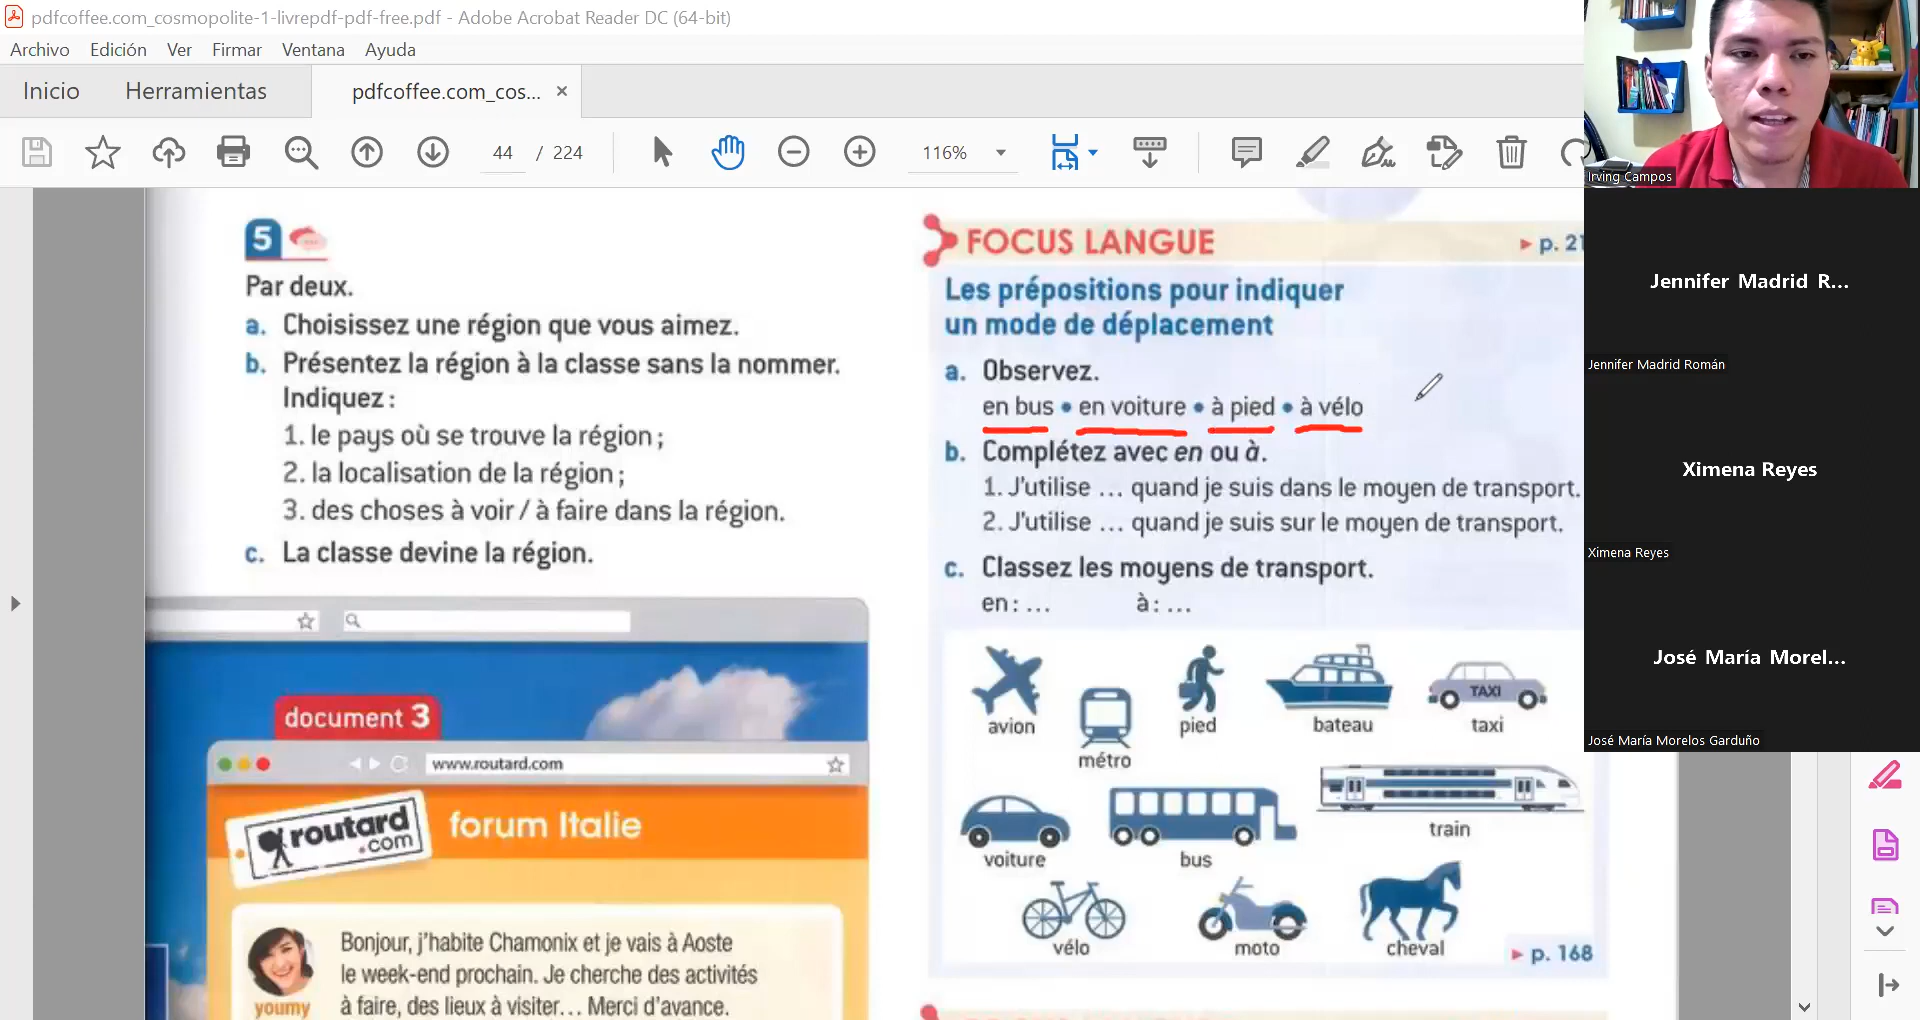 pdfcoffee.com_cosmopolite-1-livrepdf-pdf-free.pdf - Adobe Acrobat Reader DC (64-bit)
Archivo Edición Ver Firmar Ventana Ayuda
Inicio Herramientas pdfcoffee.com_cos... ×
44 / 224 116%
5
Par deux.
a. Choisissez une région que vous aimez.
b. Présentez la région à la classe sans la nommer.
Indiquez :
1. le pays où se trouve la région ;
2. la localisation de la région ;
3. des choses à voir / à faire dans la région.
c. La classe devine la région.
document 3
www.routard.com
routard
.com
forum Italie
Bonjour, j'habite Chamonix et je vais à Aoste
le week-end prochain. Je cherche des activités
à faire, des lieux à visiter... Merci d'avance.
youmy
FOCUS LANGUE
p. 21
Les prépositions pour indiquer
un mode de déplacement
a. Observez.
en bus • en voiture • à pied • à vélo
b. Complétez avec en ou à.
1. J'utilise ... quand je suis dans le moyen de transport.
2. J'utilise ... quand je suis sur le moyen de transport.
c. Classez les moyens de transport.
en : ... à : ...
avion
métro
pied
bateau
TAXI
taxi
voiture
bus
train
vélo
moto
cheval
p. 168
Irving Campos
Jennifer Madrid R...
Jennifer Madrid Román
Ximena Reyes
Ximena Reyes
José María Morel...
José María Morelos Garduño